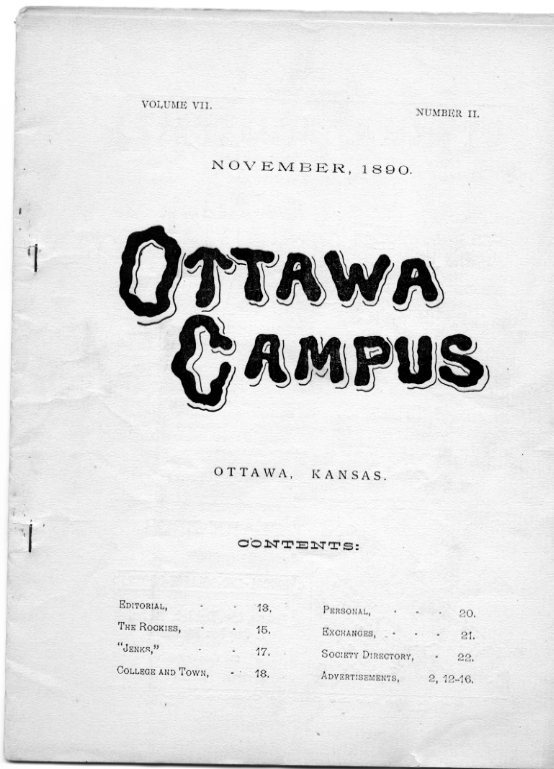 VOLUME VII.
NUMBER II.
NOVEMBER, 1890.
OTTAWA
CAMPUS
OTTAWA, KANSAS.
CONTENTS:
EDITORIAL, - - 13.
THE ROCKIES, - - 15.
"JENKS," - - 17.
COLLEGE AND TOWN, - 18.
PERSONAL, - - - 20.
EXCHANGES, - - - 21.
SOCIETY DIRECTORY, - 22.
ADVERTISEMENTS, 2, 12-16.